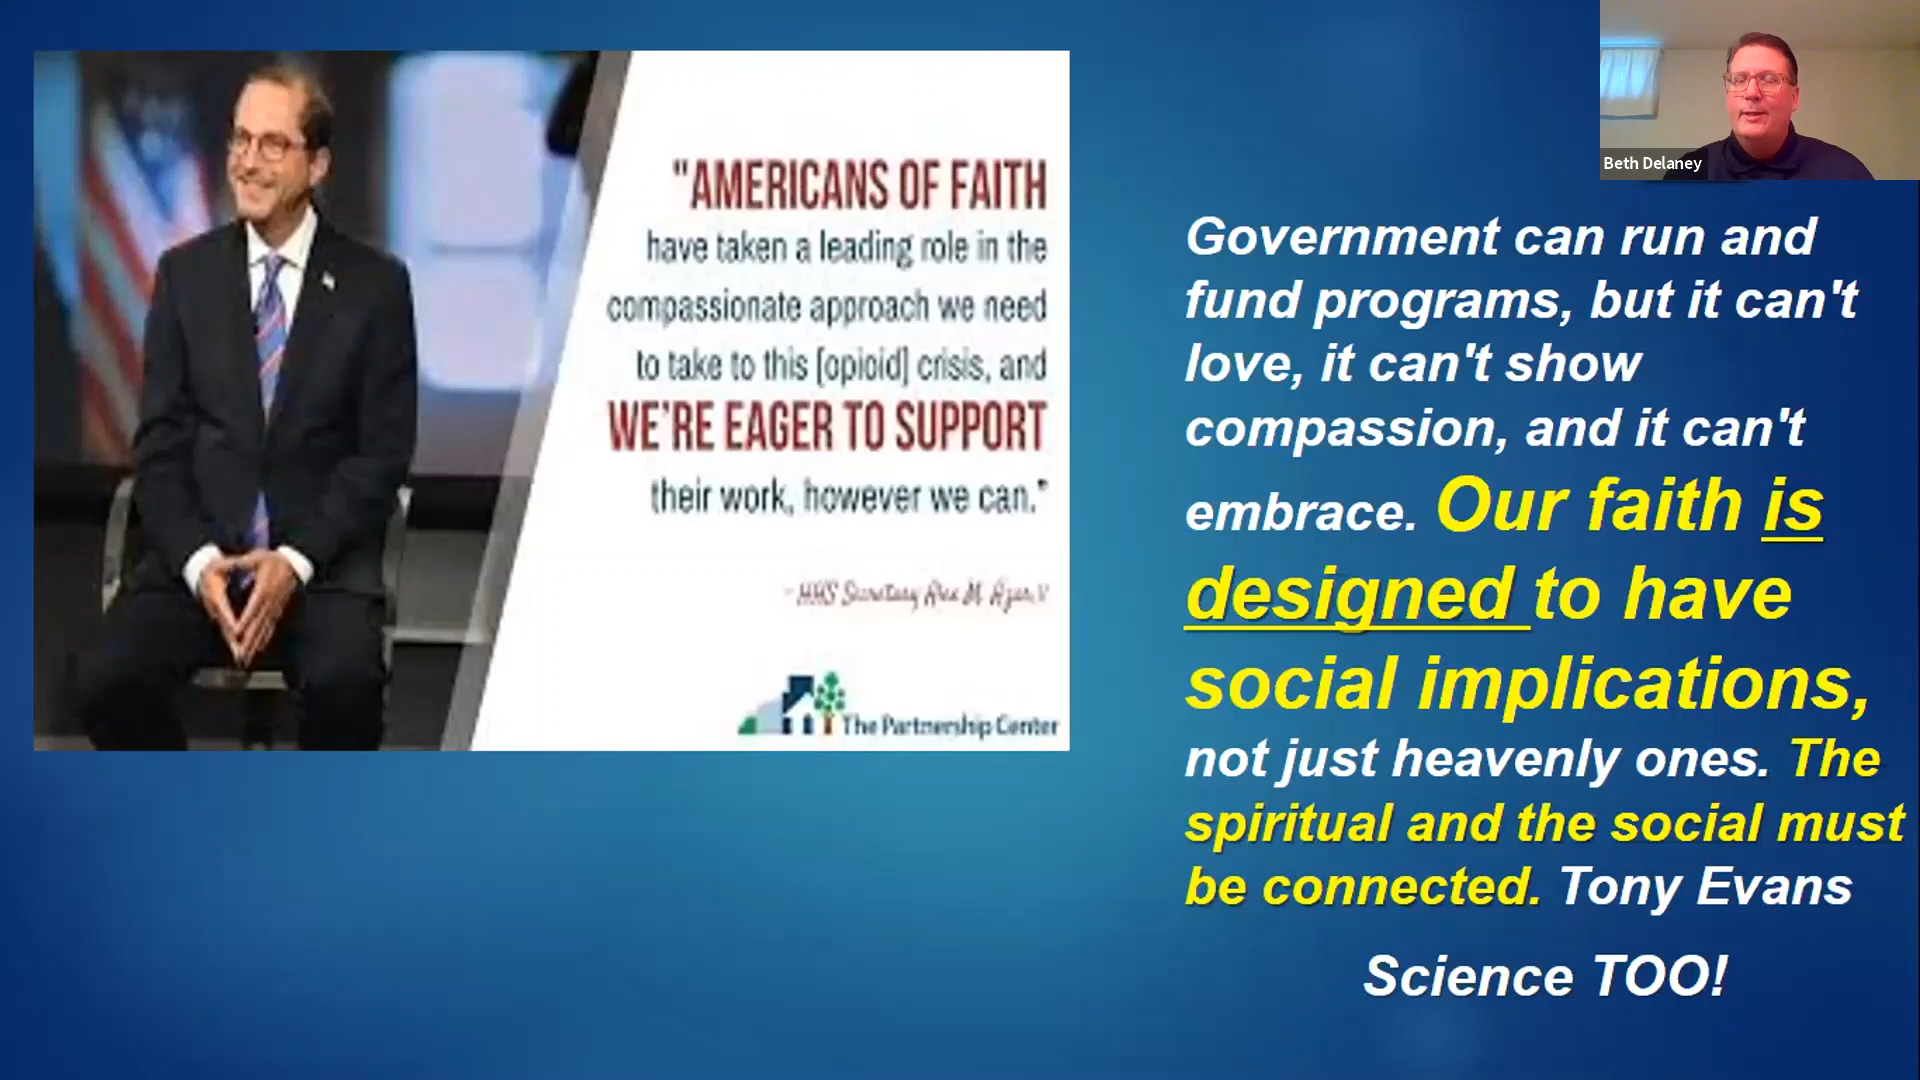 "AMERICANS OF FAITH
have taken a leading role in the
compassionate approach we need
to take to this [opioid] crisis, and
WE'RE EAGER TO SUPPORT
their work, however we can."
- HHS Secretary Alex M. Azar II
The Partnership Center
Beth Delaney
Government can run and
fund programs, but it can't
love, it can't show
compassion, and it can't
embrace. Our faith is
designed to have
social implications,
not just heavenly ones. The
spiritual and the social must
be connected. Tony Evans
Science TOO!